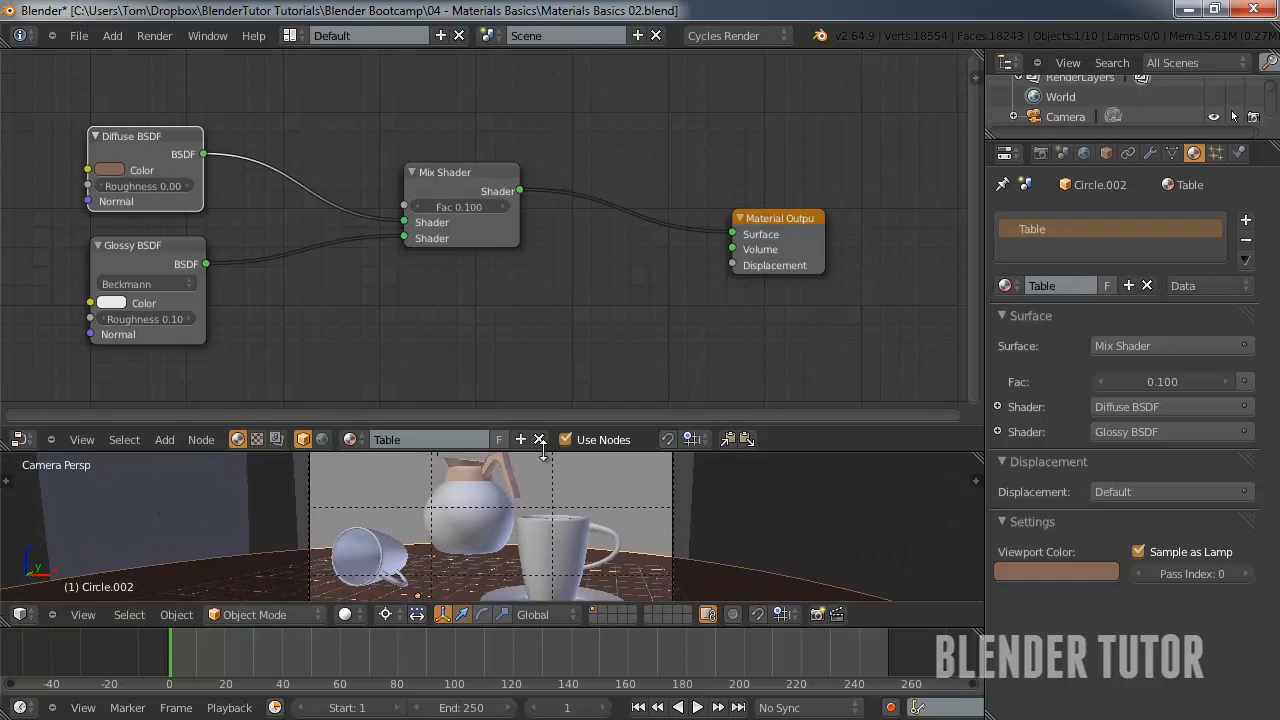 Blender* [C:\Users\Tom\Dropbox\BlenderTutor Tutorials\Blender Bootcamp\04 - Materials Basics\Materials Basics 02.blend]
File Add Render Window Help Default Scene Cycles Render v2.64.9 | Verts:18554 | Faces:18243 | Objects:1/10 | Lamps:0/0 | Mem:15.61M (0.27M)
View Search All Scenes
RenderLayers
World
Camera
Diffuse BSDF
BSDF
Color
Roughness 0.00
Normal
Glossy BSDF
BSDF
Beckmann
Color
Roughness 0.10
Normal
Mix Shader
Shader
Fac 0.100
Shader
Shader
Material Outpu
Surface
Volume
Displacement
Circle.002 Table
Table
Table F Data
Surface
Surface: Mix Shader
Fac: 0.100
Shader: Diffuse BSDF
Shader: Glossy BSDF
Displacement
Displacement: Default
Settings
Viewport Color: Sample as Lamp
Pass Index: 0
View Select Add Node Table F Use Nodes
Camera Persp
z
y
(1) Circle.002
View Select Object Object Mode Global
-40 -20 0 20 40 60 80 100 120 140 160 180 200 220 240 260
View Marker Frame Playback Start: 1 End: 250 1 No Sync
BLENDER TUTOR